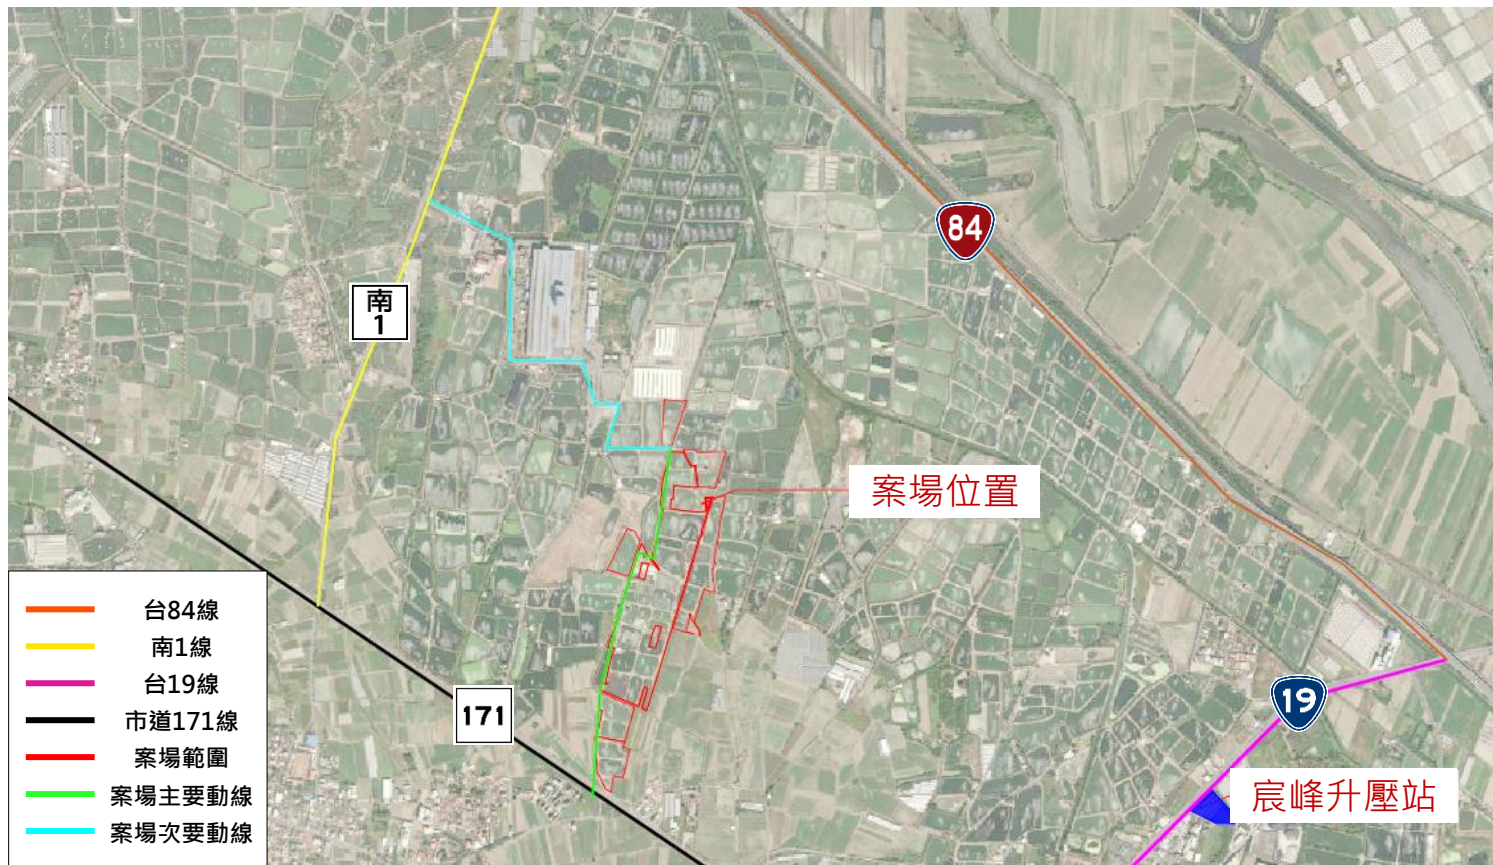 84
南
1
案場位置
171
19
宸峰升壓站
台84線
南1線
台19線
市道171線
案場範圍
案場主要動線
案場次要動線